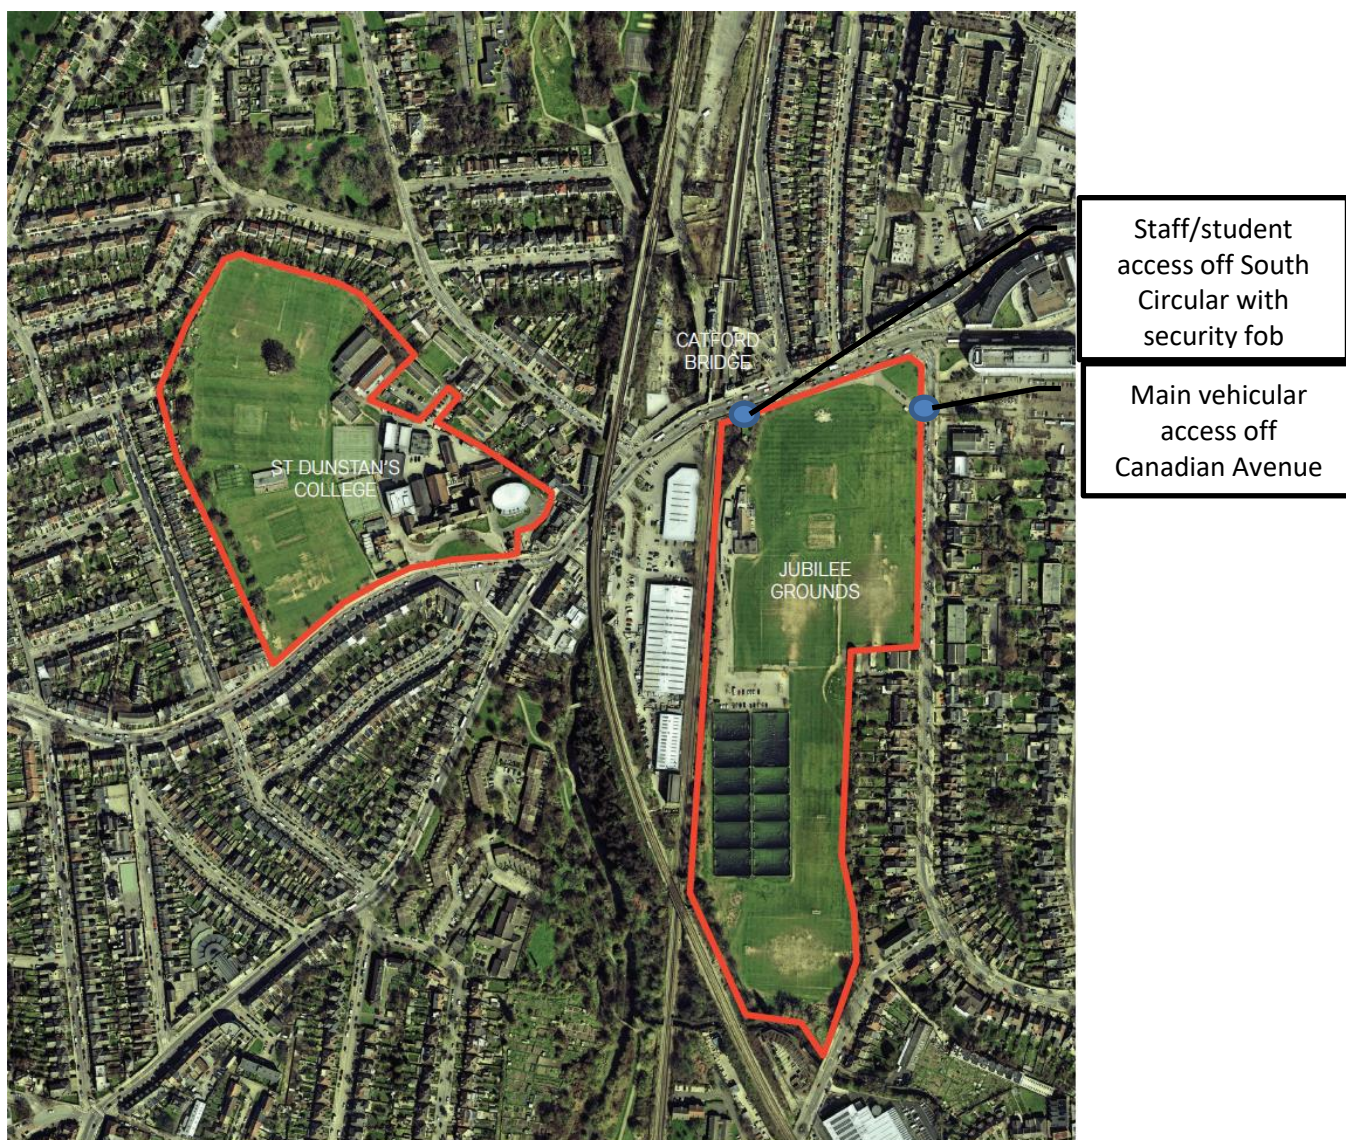 Staff/student
access off South
Circular with
security fob
Main vehicular
access off
Canadian Avenue
CATFORD
BRIDGE
ST DUNSTAN'S
COLLEGE
JUBILEE
GROUNDS